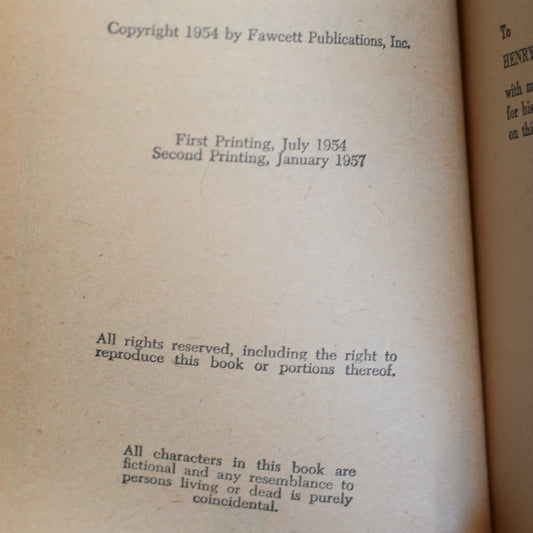 Copyright 1954 by Fawcett Publications, Inc.
First Printing, July 1954
Second Printing, January 1957
All rights reserved, including the right to
reproduce this book or portions thereof.
All characters in this book are
fictional and any resemblance to
persons living or dead is purely
coincidental.
To
HENRY
with
for his
on